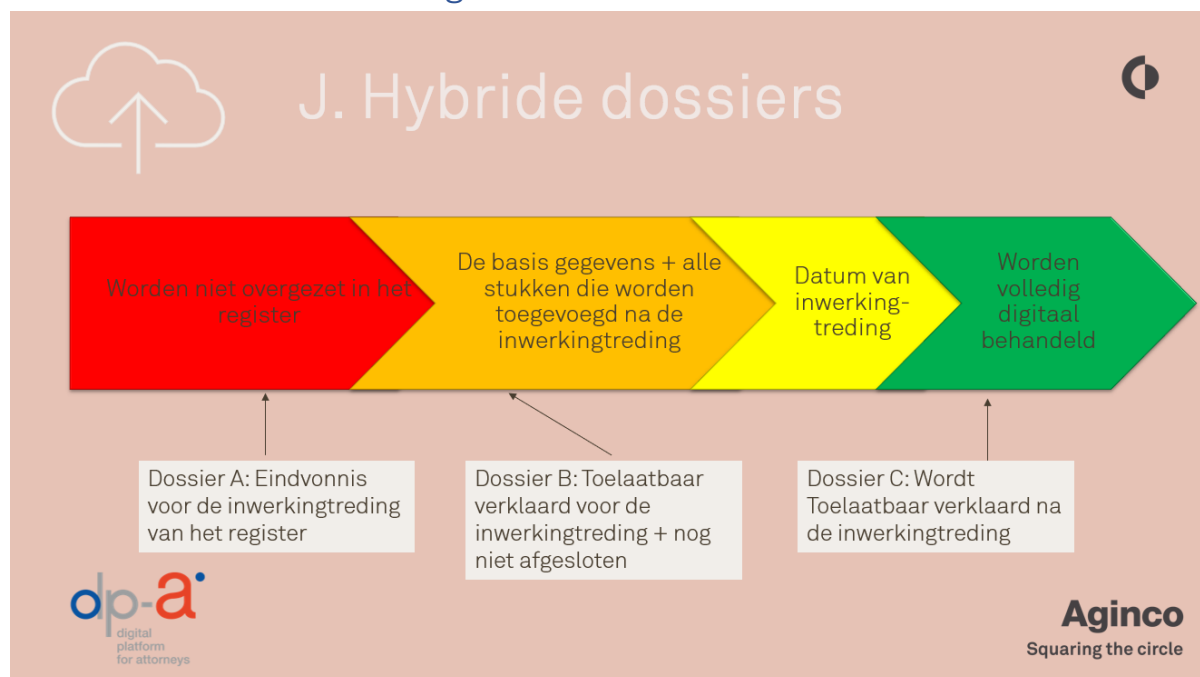 J. Hybride dossiers
Worden niet overgezet in het
register
De basis gegevens + alle
stukken die worden
toegevoegd na de
inwerkingtreding
Datum van
inwerking-
treding
Worden
volledig
digitaal
behandeld
Dossier A: Eindvonnis
voor de inwerkingtreding
van het register
Dossier B: Toelaatbaar
verklaard voor de
inwerkingtreding + nog
niet afgesloten
Dossier C: Wordt
Toelaatbaar verklaard na
de inwerkingtreding
dp-a
digital
platform
for attorneys
Aginco
Squaring the circle